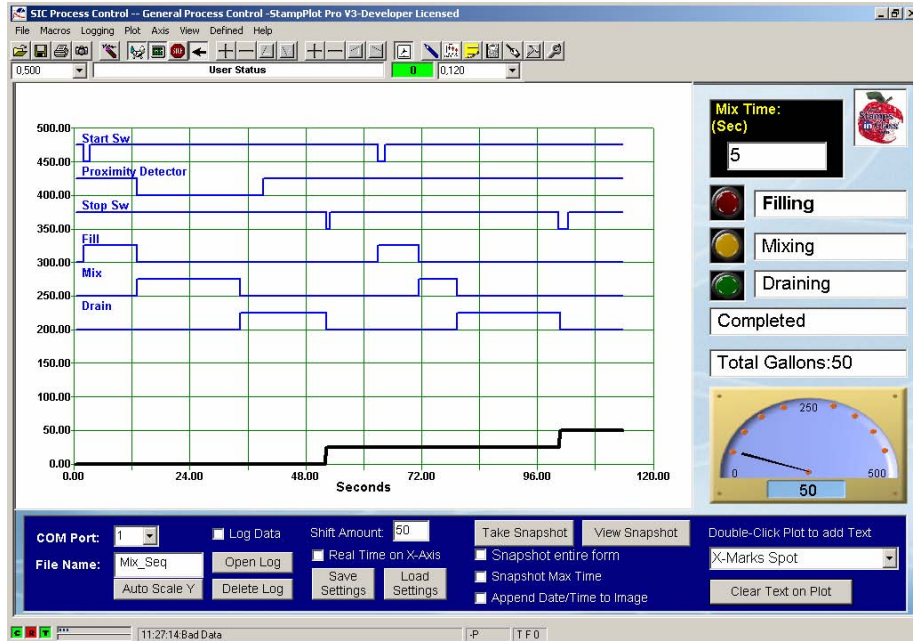 SIC Process Control -- General Process Control -StampPlot Pro V3-Developer Licensed
File Macros Logging Plot Axis View Defined Help
0,500 User Status 0 0,120
Mix Time:
(Sec)
5
Stamps
in Class
500.00
Start Sw
450.00
Proximity Detector
400.00
Stop Sw
350.00
Fill
300.00
Mix
250.00
Drain
200.00
150.00
100.00
50.00
0.00
0.00 24.00 48.00 72.00 96.00 120.00
Seconds
Filling
Mixing
Draining
Completed
Total Gallons:50
250
0 500
50
COM Port: 1 Log Data Shift Amount: 50 Take Snapshot View Snapshot Double-Click Plot to add Text
File Name: Mix_Seq Open Log Real Time on X-Axis Snapshot entire form X-Marks Spot
Auto Scale Y Delete Log Save Settings Load Settings Snapshot Max Time
Append Date/Time to Image Clear Text on Plot
C R T 11:27:14:Bad Data -P T F 0